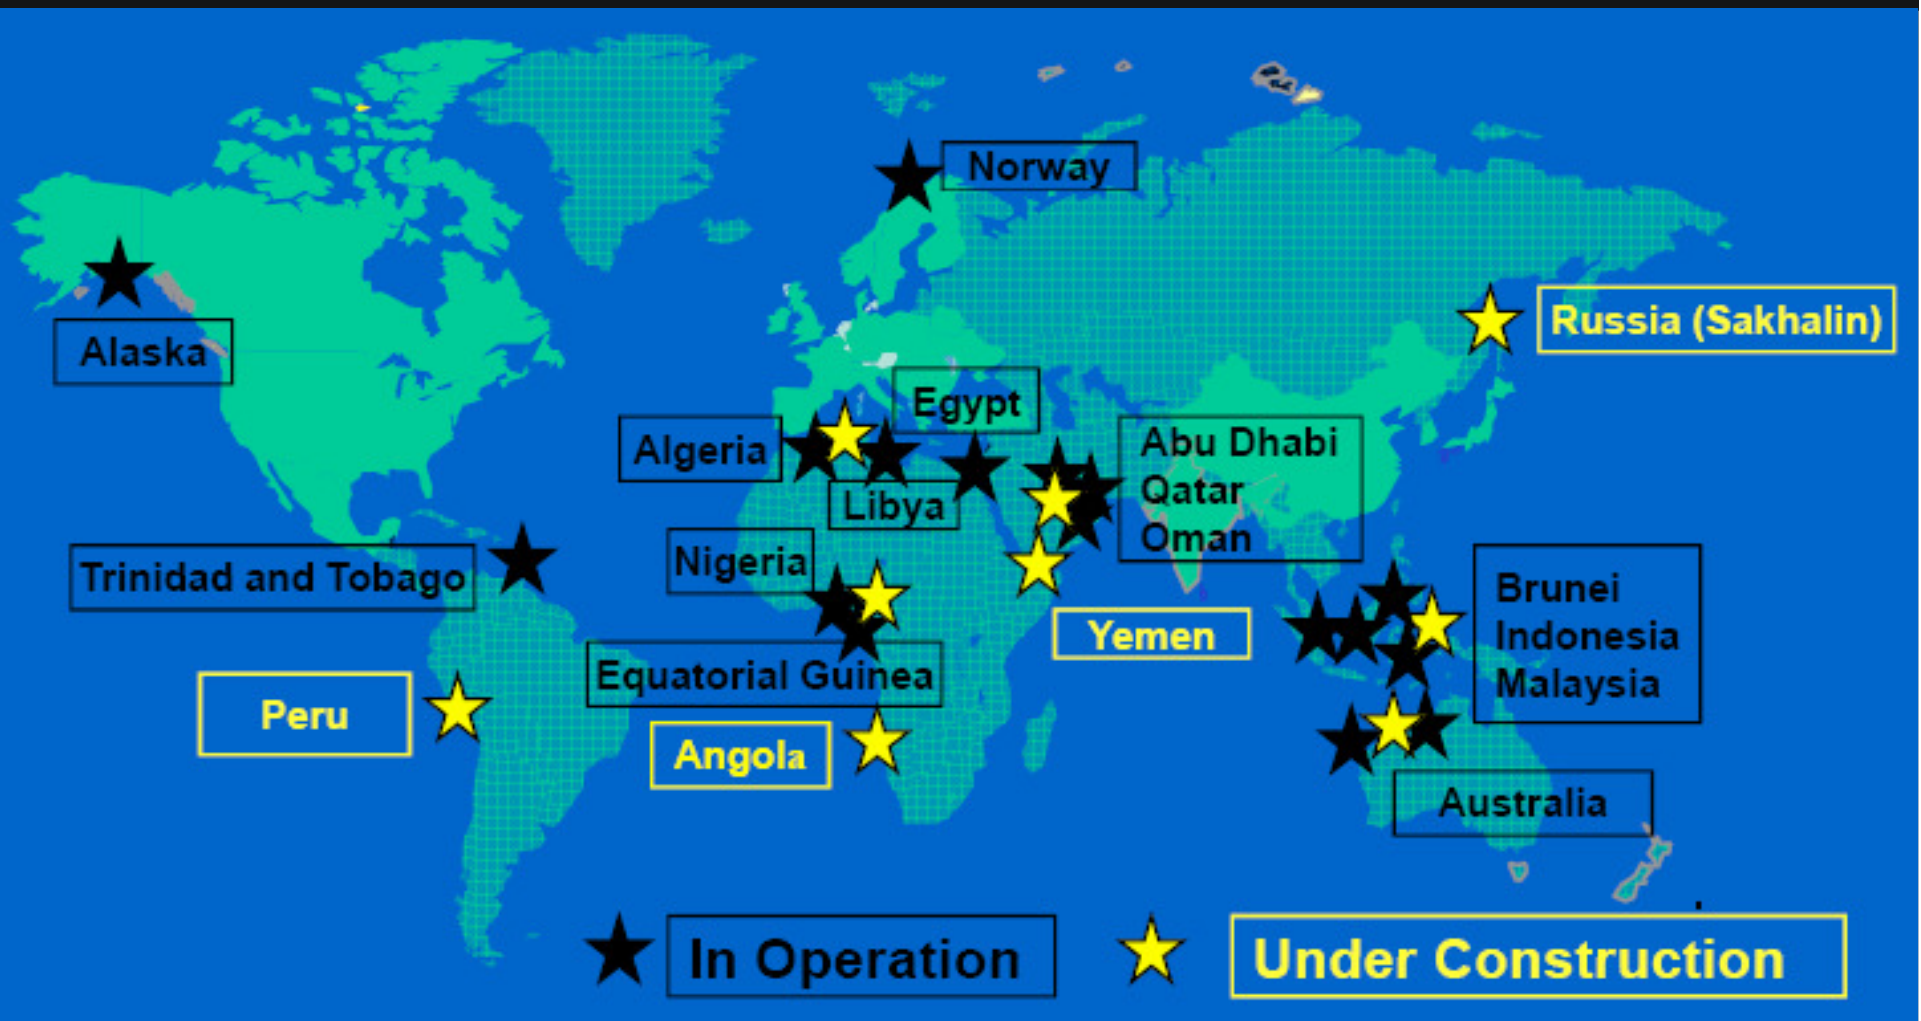 Norway
Russia (Sakhalin)
Alaska
Egypt
Algeria
Abu Dhabi
Qatar
Oman
Libya
Nigeria
Trinidad and Tobago
Brunei
Indonesia
Malaysia
Yemen
Equatorial Guinea
Peru
Angola
Australia
In Operation
Under Construction